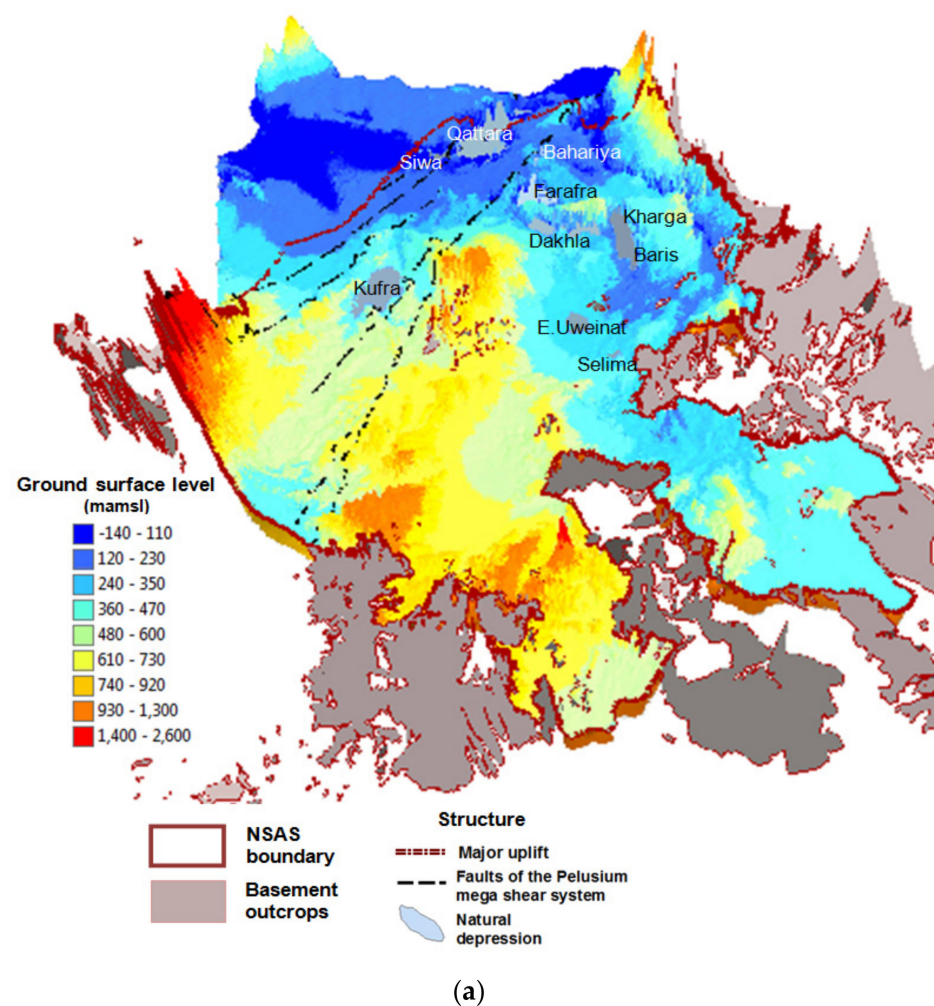 Qattara
Siwa
Bahariya
Farafra
Kharga
Dakhla
Baris
Kufra
E.Uweinat
Selima
Ground surface level
(mamsl)
-140 - 110
120 - 230
240 - 350
360 - 470
480 - 600
610 - 730
740 - 920
930 - 1,300
1,400 - 2,600
NSAS
boundary
Basement
outcrops
Structure
Major uplift
Faults of the Pelusium
mega shear system
Natural
depression
(a)